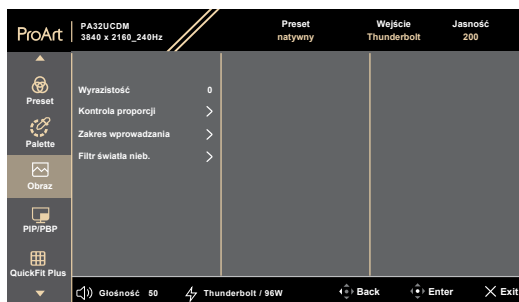 ProArt
PA32UCDM
3840 x 2160_240Hz
Preset
natywny
Wejście
Thunderbolt
Jasność
200
Preset
Palette
Obraz
PIP/PBP
QuickFit Plus
Wyrazistość 0
Kontrola proporcji
Zakres wprowadzania
Filtr światła nieb.
Głośność 50
Thunderbolt / 96W
Back
Enter
Exit